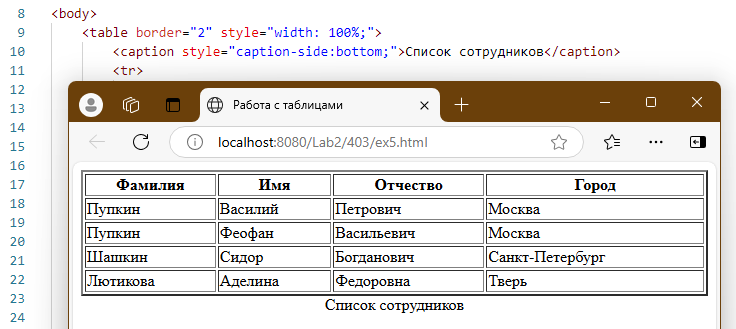 8 <body>
9 <table border="2" style="width: 100%;">
10 <caption style="caption-side:bottom;">Список сотрудников</caption>
11 <tr>
12
13 Работа с таблицами
14
15 localhost:8080/Lab2/403/ex5.html
16
17 Фамилия Имя Отчество Город
18 Пупкин Василий Петрович Москва
19 Пупкин Феофан Васильевич Москва
20
21 Шашкин Сидор Богданович Санкт-Петербург
22 Лютикова Аделина Федоровна Тверь
23 Список сотрудников
24